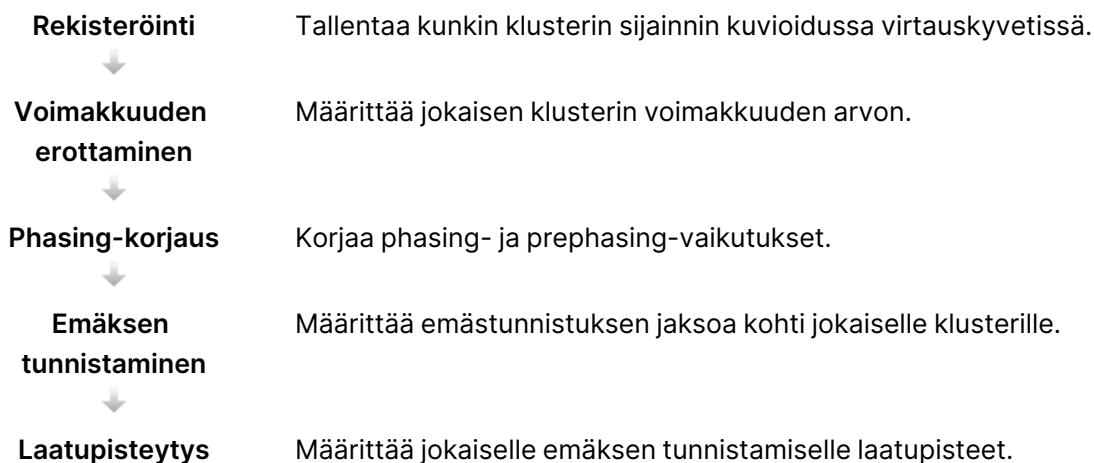 Rekisteröinti Tallentaa kunkin klusterin sijainnin kuvioidussa virtauskyvetissä.
Voimakkuuden Määrittää jokaisen klusterin voimakkuuden arvon.
erottaminen
Phasing-korjaus Korjaa phasing- ja prephasing-vaikutukset.
Emäksen Määrittää emästunnistuksen jaksoa kohti jokaiselle klusterille.
tunnistaminen
Laatupisteytys Määrittää jokaiselle emäksen tunnistamiselle laatupisteet.